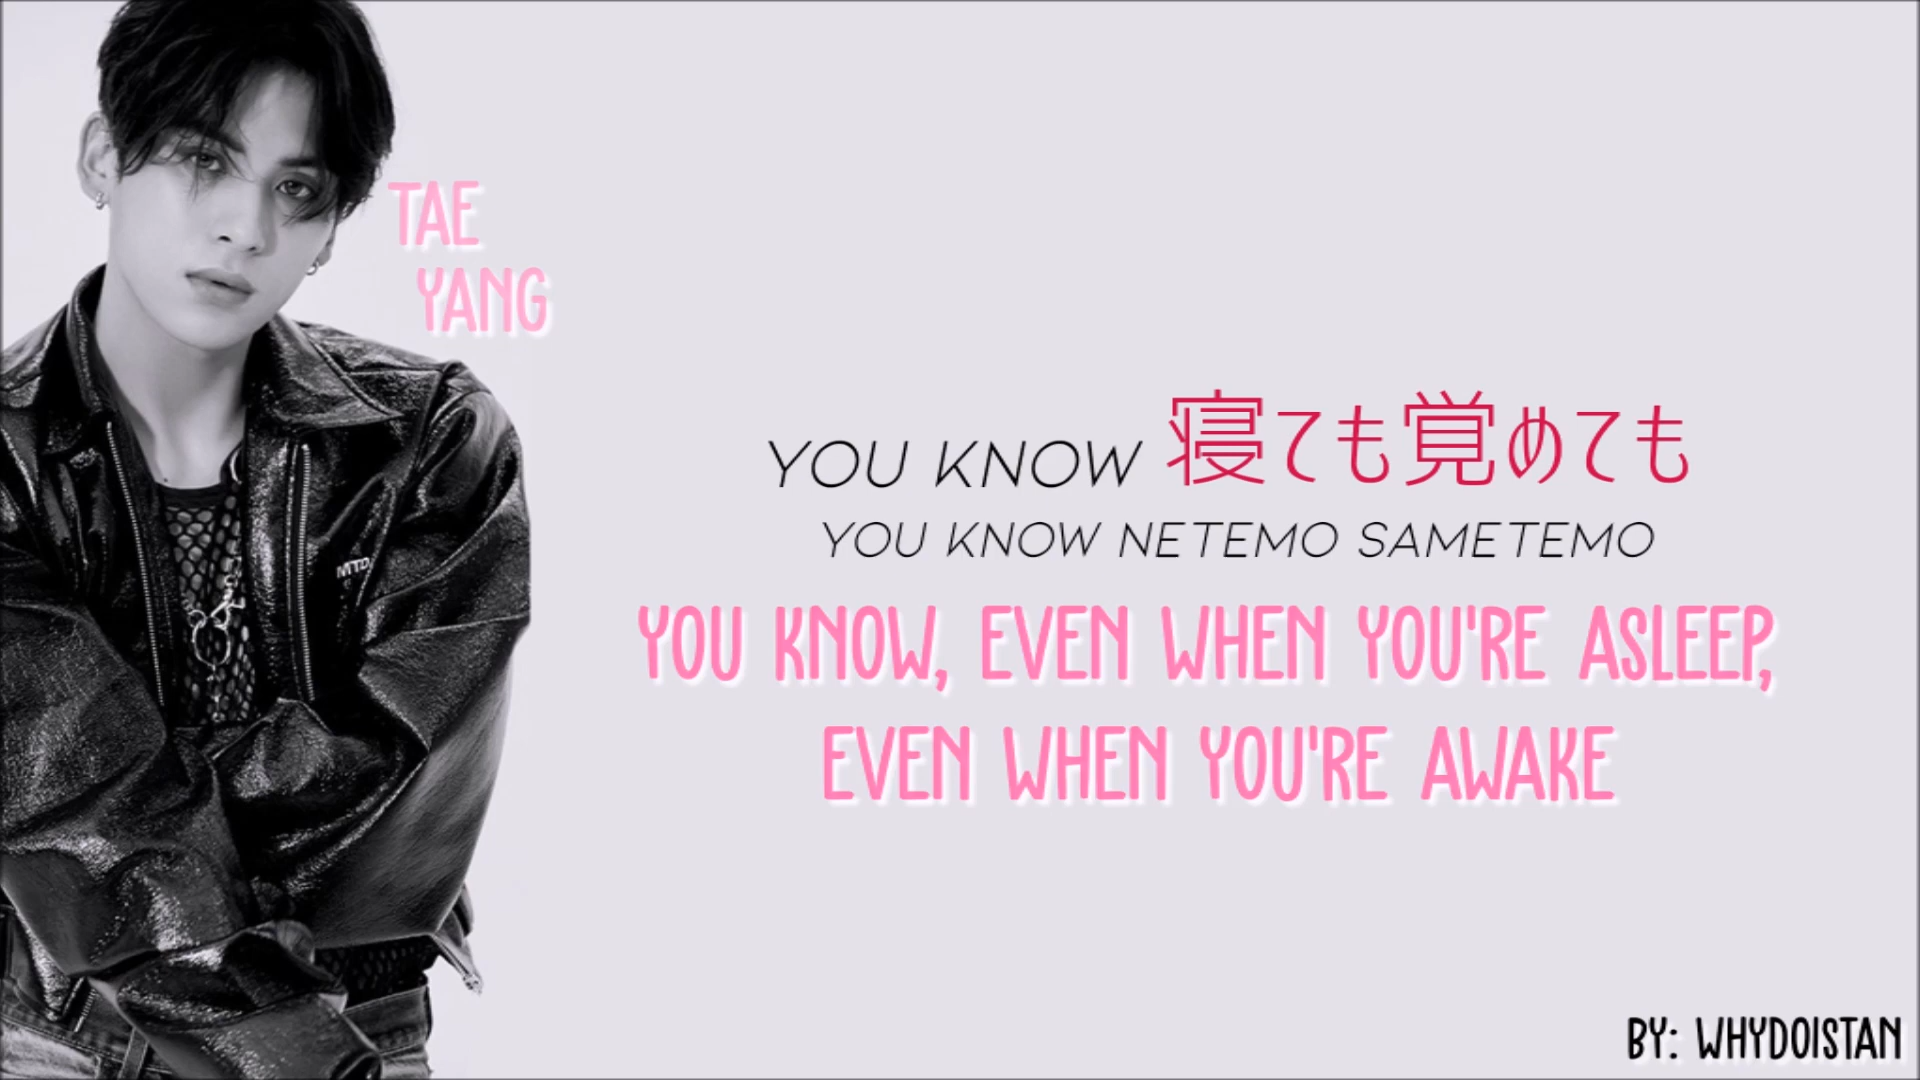 TAE
YANG
MTD
YOU KNOW 寝ても覚めても
YOU KNOW NETEMO SAMETEMO
YOU KNOW, EVEN WHEN YOU'RE ASLEEP,
EVEN WHEN YOU'RE AWAKE
BY: WHYDOISTAN